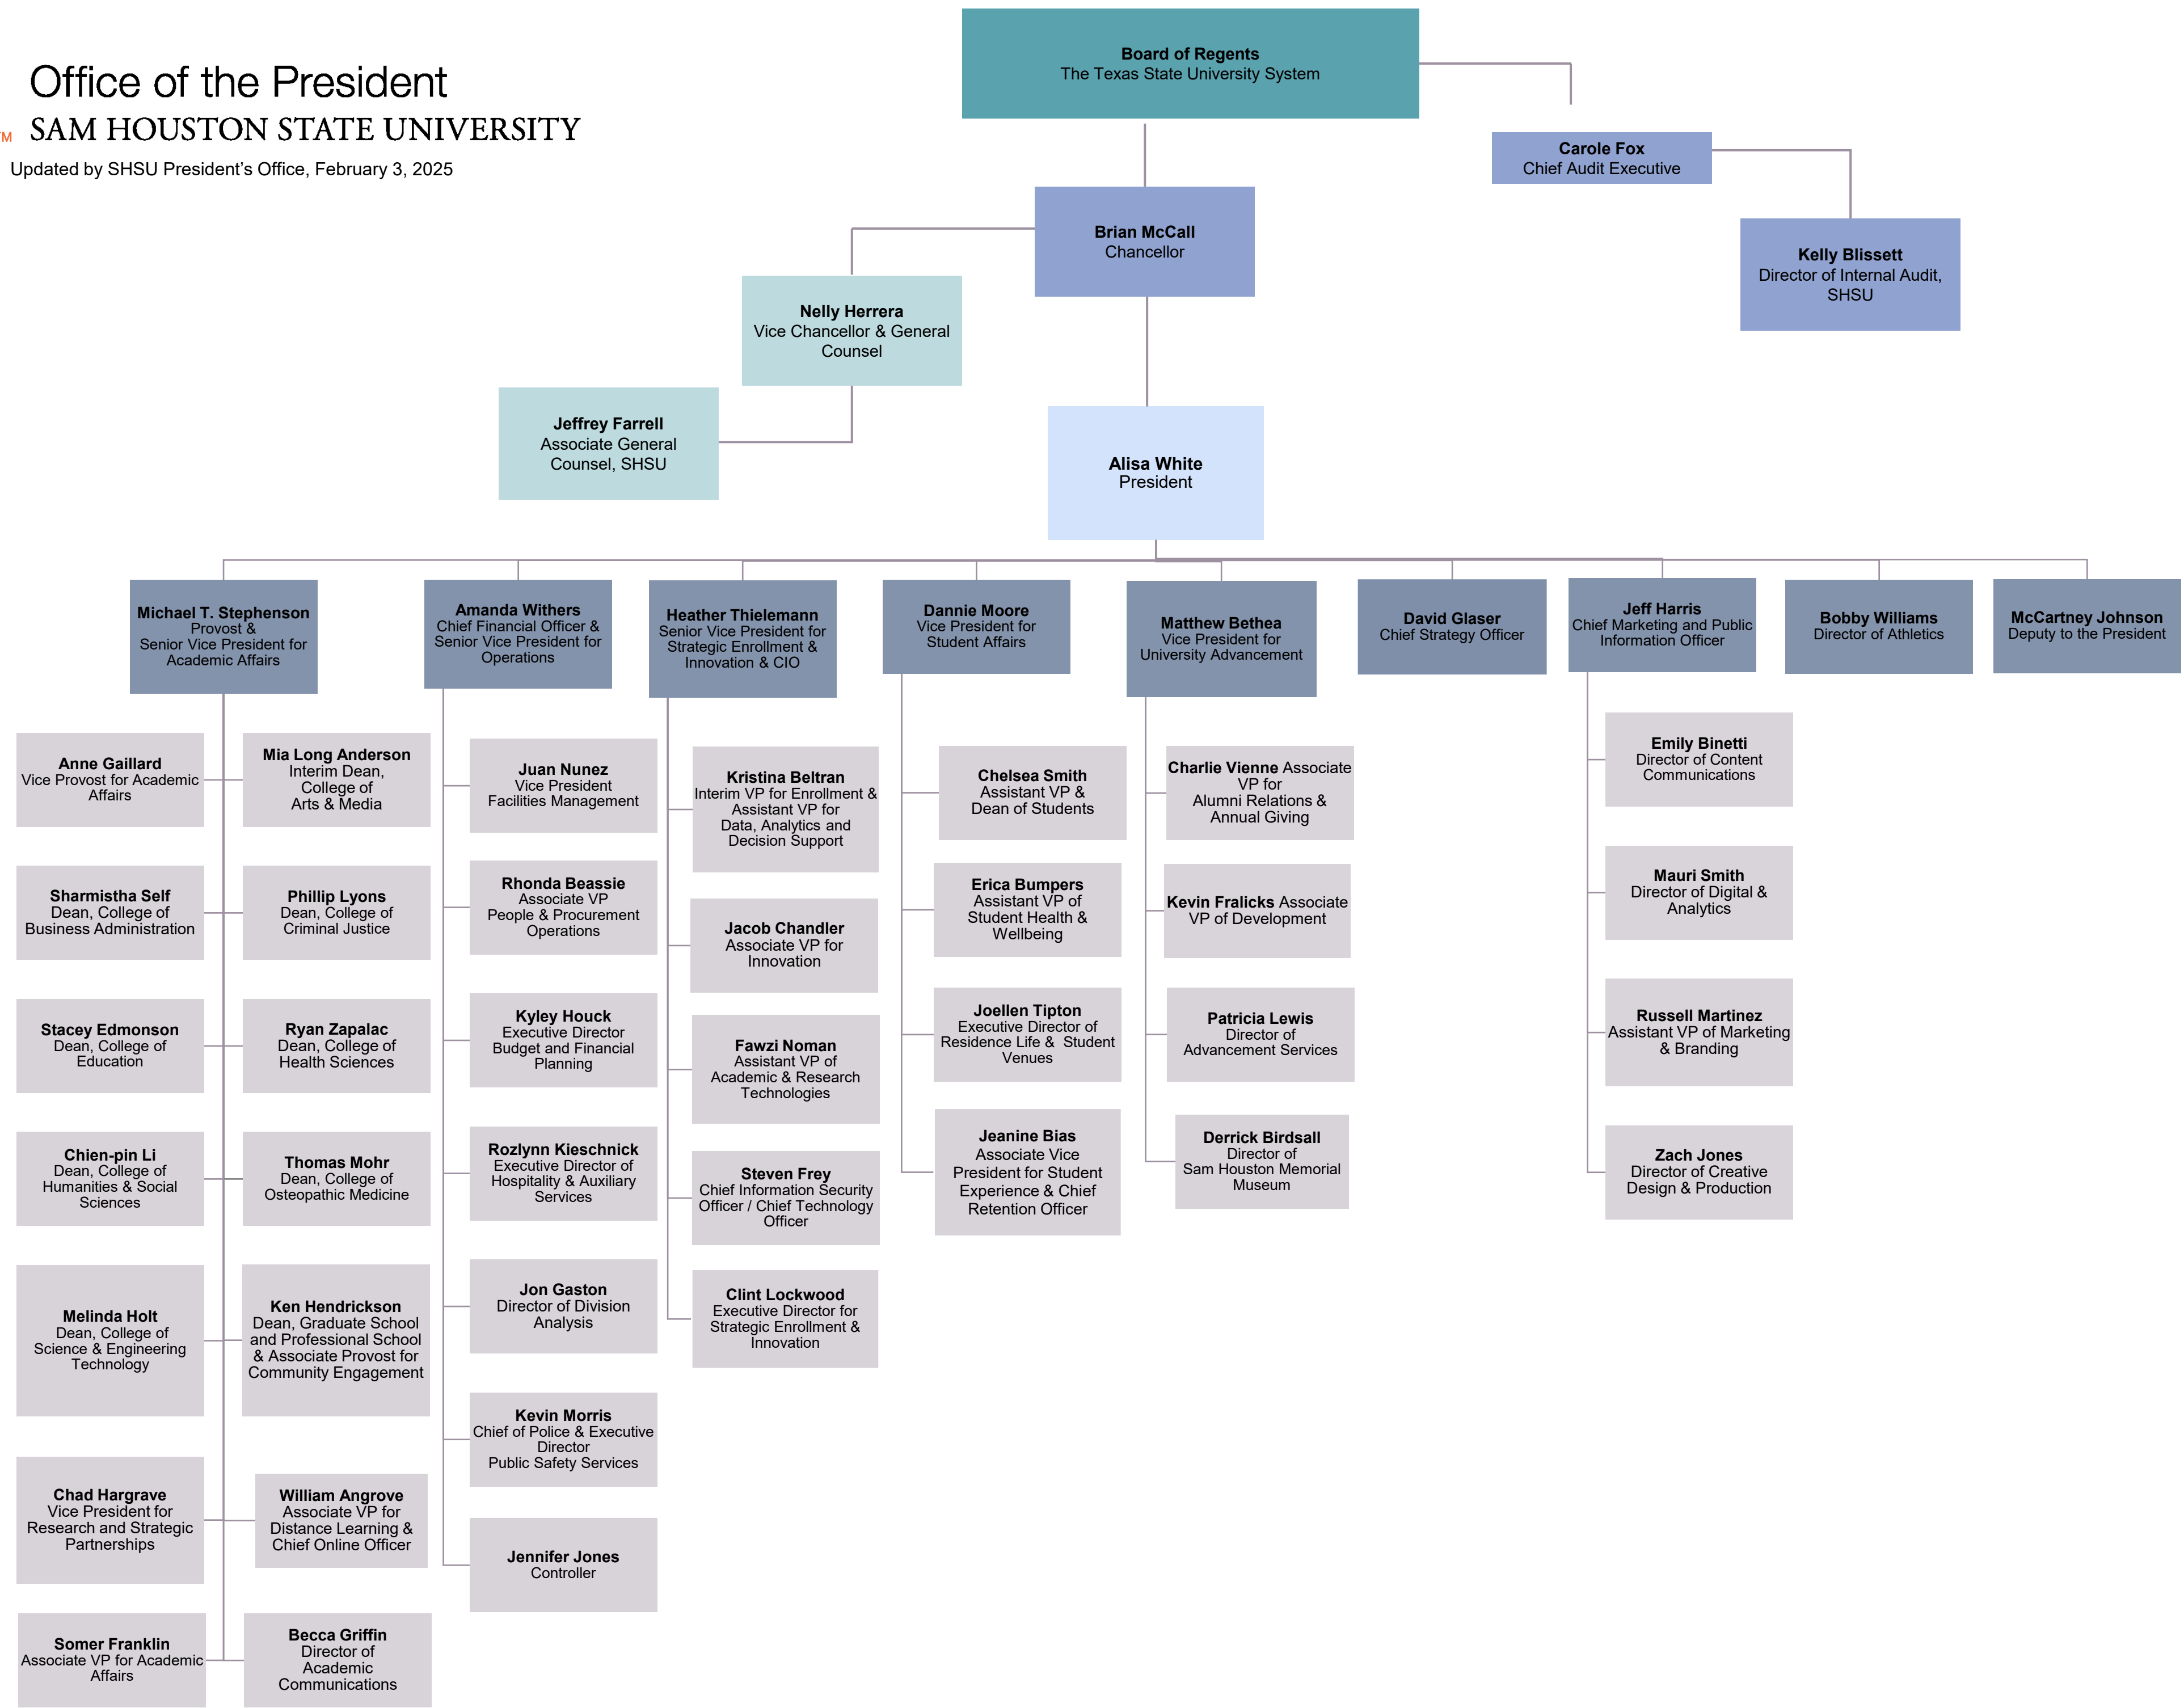 Board of Regents
The Texas State University System
Office of the President
™ SAM HOUSTON STATE UNIVERSITY
Updated by SHSU President’s Office, February 3, 2025
Carole Fox
Chief Audit Executive
Brian McCall
Chancellor
Kelly Blissett
Director of Internal Audit,
SHSU
Nelly Herrera
Vice Chancellor & General
Counsel
Jeffrey Farrell
Associate General
Counsel, SHSU
Alisa White
President
Michael T. Stephenson
Provost &
Senior Vice President for
Academic Affairs
Amanda Withers
Chief Financial Officer &
Senior Vice President for
Operations
Heather Thielemann
Senior Vice President for
Strategic Enrollment &
Innovation & CIO
Dannie Moore
Vice President for
Student Affairs
Matthew Bethea
Vice President for
University Advancement
David Glaser
Chief Strategy Officer
Jeff Harris
Chief Marketing and Public
Information Officer
Bobby Williams
Director of Athletics
McCartney Johnson
Deputy to the President
Anne Gaillard
Vice Provost for Academic
Affairs
Mia Long Anderson
Interim Dean,
College of
Arts & Media
Sharmistha Self
Dean, College of
Business Administration
Phillip Lyons
Dean, College of
Criminal Justice
Stacey Edmonson
Dean, College of
Education
Ryan Zapalac
Dean, College of
Health Sciences
Chien-pin Li
Dean, College of
Humanities & Social
Sciences
Thomas Mohr
Dean, College of
Osteopathic Medicine
Melinda Holt
Dean, College of
Science & Engineering
Technology
Ken Hendrickson
Dean, Graduate School
and Professional School
& Associate Provost for
Community Engagement
Chad Hargrave
Vice President for
Research and Strategic
Partnerships
William Angrove
Associate VP for
Distance Learning &
Chief Online Officer
Somer Franklin
Associate VP for Academic
Affairs
Becca Griffin
Director of
Academic
Communications
Juan Nunez
Vice President
Facilities Management
Rhonda Beassie
Associate VP
People & Procurement
Operations
Kyley Houck
Executive Director
Budget and Financial
Planning
Rozlynn Kieschnick
Executive Director of
Hospitality & Auxiliary
Services
Jon Gaston
Director of Division
Analysis
Kevin Morris
Chief of Police & Executive
Director
Public Safety Services
Jennifer Jones
Controller
Kristina Beltran
Interim VP for Enrollment &
Assistant VP for
Data, Analytics and
Decision Support
Jacob Chandler
Associate VP for
Innovation
Fawzi Noman
Assistant VP of
Academic & Research
Technologies
Steven Frey
Chief Information Security
Officer / Chief Technology
Officer
Clint Lockwood
Executive Director for
Strategic Enrollment &
Innovation
Chelsea Smith
Assistant VP &
Dean of Students
Erica Bumpers
Assistant VP of
Student Health &
Wellbeing
Joellen Tipton
Executive Director of
Residence Life & Student
Venues
Jeanine Bias
Associate Vice
President for Student
Experience & Chief
Retention Officer
Charlie Vienne Associate
VP for
Alumni Relations &
Annual Giving
Kevin Fralicks Associate
VP of Development
Patricia Lewis
Director of
Advancement Services
Derrick Birdsall
Director of
Sam Houston Memorial
Museum
Emily Binetti
Director of Content
Communications
Mauri Smith
Director of Digital &
Analytics
Russell Martinez
Assistant VP of Marketing
& Branding
Zach Jones
Director of Creative
Design & Production